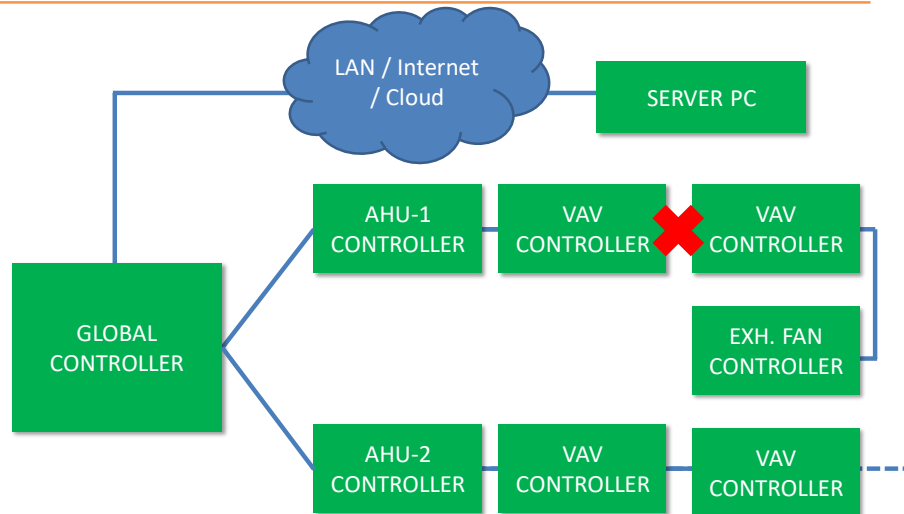 LAN / Internet
/ Cloud
SERVER PC
AHU-1
CONTROLLER
VAV
CONTROLLER
VAV
CONTROLLER
GLOBAL
CONTROLLER
EXH. FAN
CONTROLLER
AHU-2
CONTROLLER
VAV
CONTROLLER
VAV
CONTROLLER